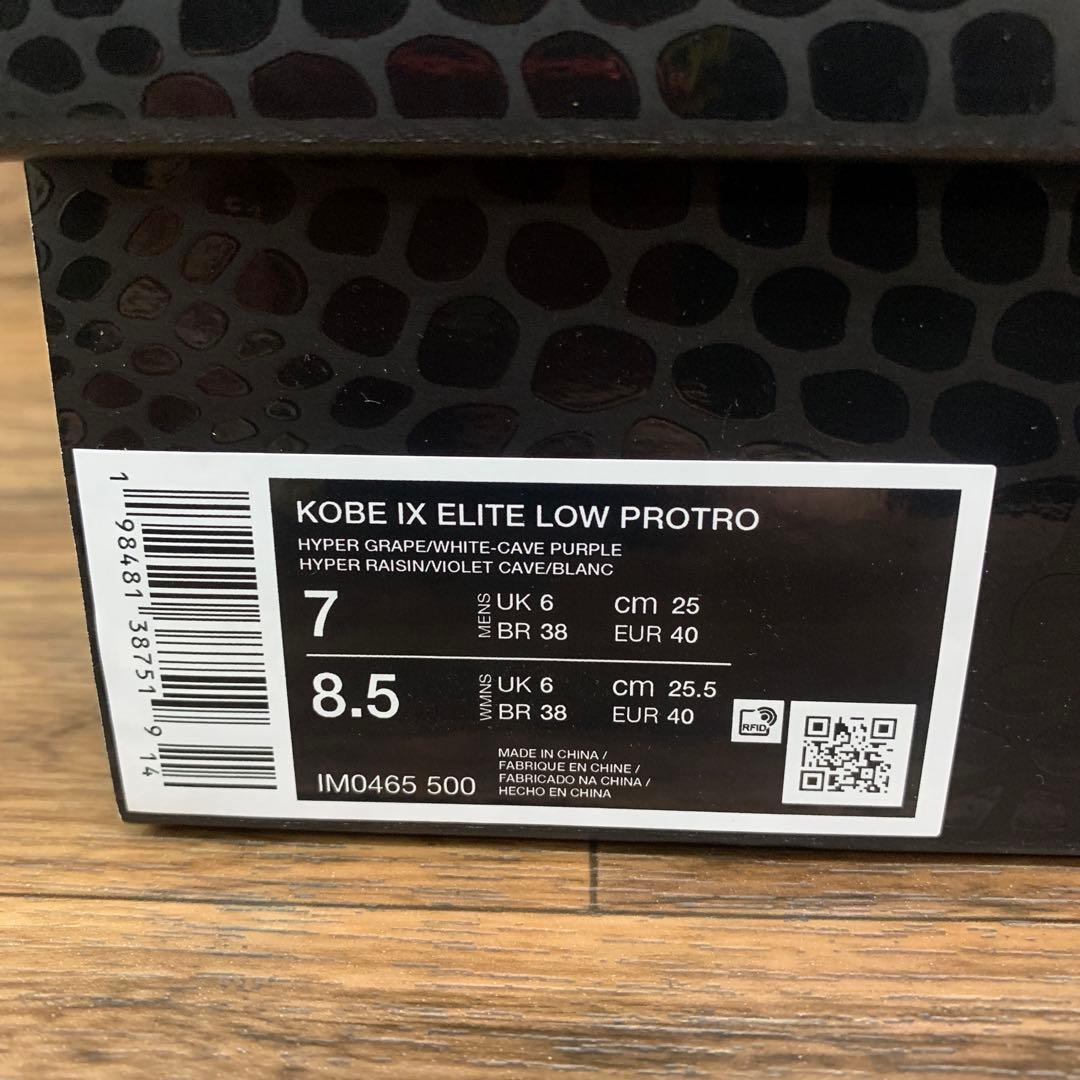 KOBE IX ELITE LOW PROTRO
HYPER GRAPE/WHITE-CAVE PURPLE
HYPER RAISIN/VIOLET CAVE/BLANC
7 MENS UK 6 cm 25
BR 38 EUR 40
8.5 WMNS UK 6 cm 25.5
BR 38 EUR 40
RFID
MADE IN CHINA /
FABRIQUE EN CHINE /
FABRICADO NA CHINA /
HECHO EN CHINA
IM0465 500
1 98481 38751 9 14